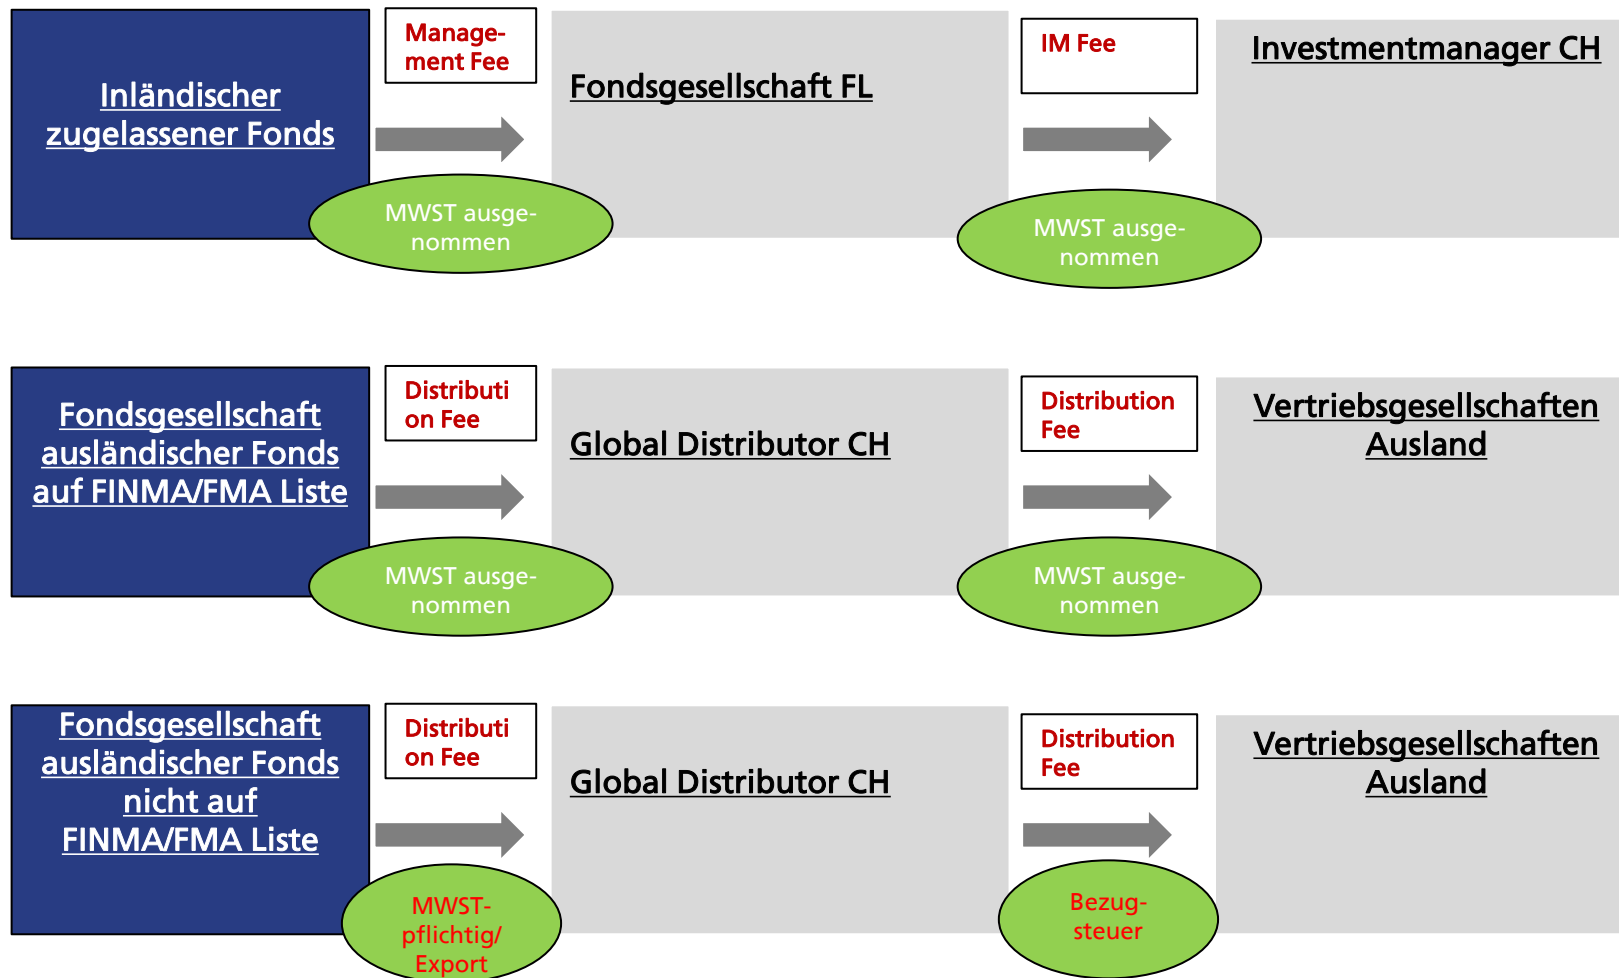 Inländischer
zugelassener Fonds
Manage-
ment Fee
MWST ausge-
nommen
Fondsgesellschaft FL
IM Fee
MWST ausge-
nommen
Investmentmanager CH
Fondsgesellschaft
ausländischer Fonds
auf FINMA/FMA Liste
Distributi
on Fee
MWST ausge-
nommen
Global Distributor CH
Distribution
Fee
MWST ausge-
nommen
Vertriebsgesellschaften
Ausland
Fondsgesellschaft
ausländischer Fonds
nicht auf
FINMA/FMA Liste
Distributi
on Fee
MWST-
pflichtig/
Export
Global Distributor CH
Distribution
Fee
Bezug-
steuer
Vertriebsgesellschaften
Ausland